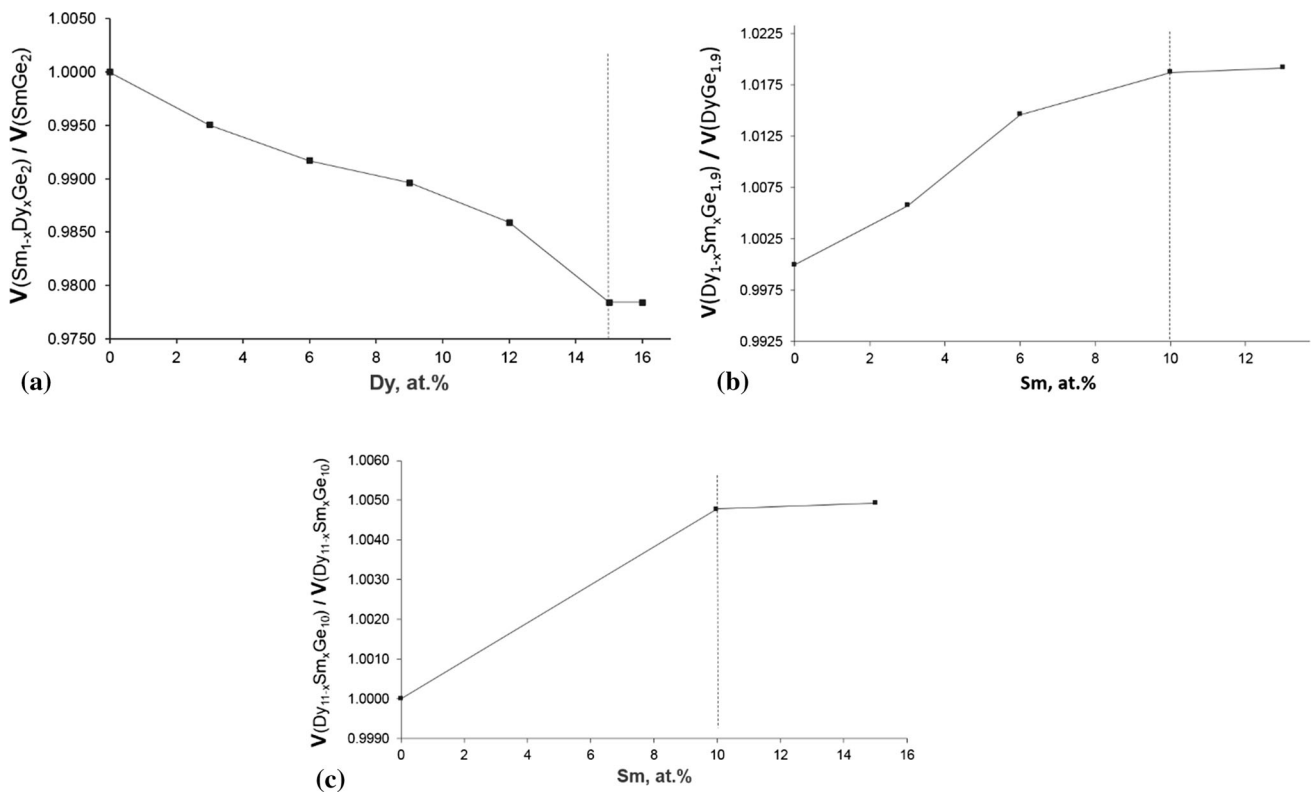 V(Sm1-xDyxGe2) / V(SmGe2)
1.0050
1.0000
0.9950
0.9900
0.9850
0.9800
0.9750
0 2 4 6 8 10 12 14 16
Dy, at.%
(a)
V(Dy1-xSmxGe1.9) / V(DyGe1.9)
1.0225
1.0175
1.0125
1.0075
1.0025
0.9975
0.9925
0 2 4 6 8 10 12
Sm, at.%
(b)
V(Dy11-xSmxGe10) / V(Dy11-xSmxGe10)
1.0060
1.0050
1.0040
1.0030
1.0020
1.0010
1.0000
0.9990
0 2 4 6 8 10 12 14 16
Sm, at.%
(c)